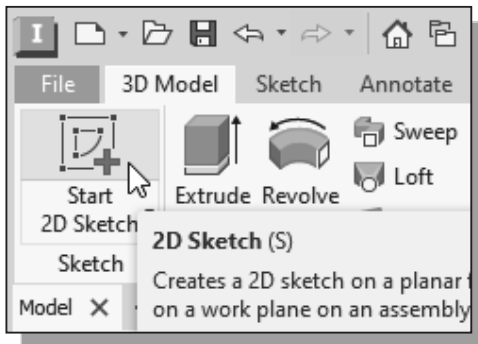 I
File 3D Model Sketch Annotate
Sweep
Loft
Start
2D Sketch
Extrude Revolve
Sketch
2D Sketch (S)
Creates a 2D sketch on a planar
on a work plane on an assembly
Model